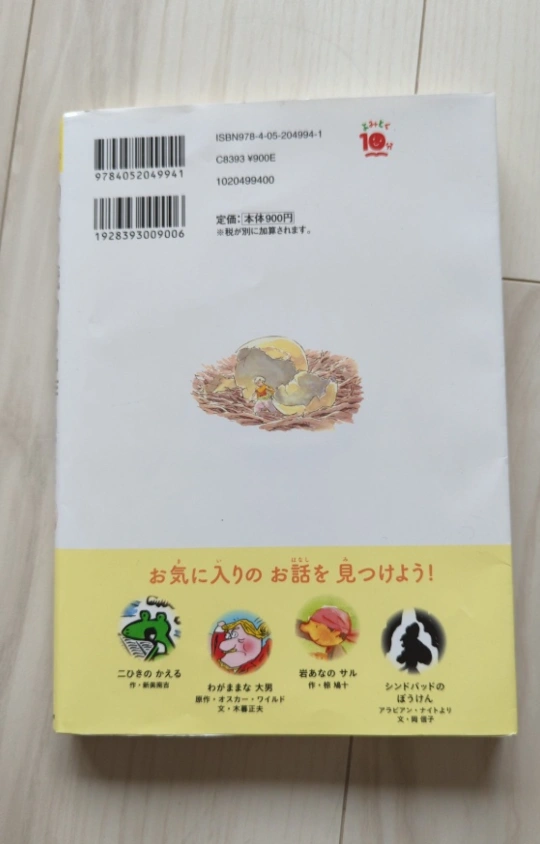 ISBN978-4-05-204994-1
C8393 ¥900E
1020499400
定価:本体900円
※税が別に加算されます。
9784052049941
1928393009006
よみとく
10分
お気に入りの お話を 見つけよう!
き い はなし み
二ひきの かえる
作・新美南吉
わがままな 大男
原作・オスカー・ワイルド
文・木暮正夫
岩あなの サル
作・椋 鳩十
シンドバッドの
ぼうけん
アラビアン・ナイトより
文・岡 信子